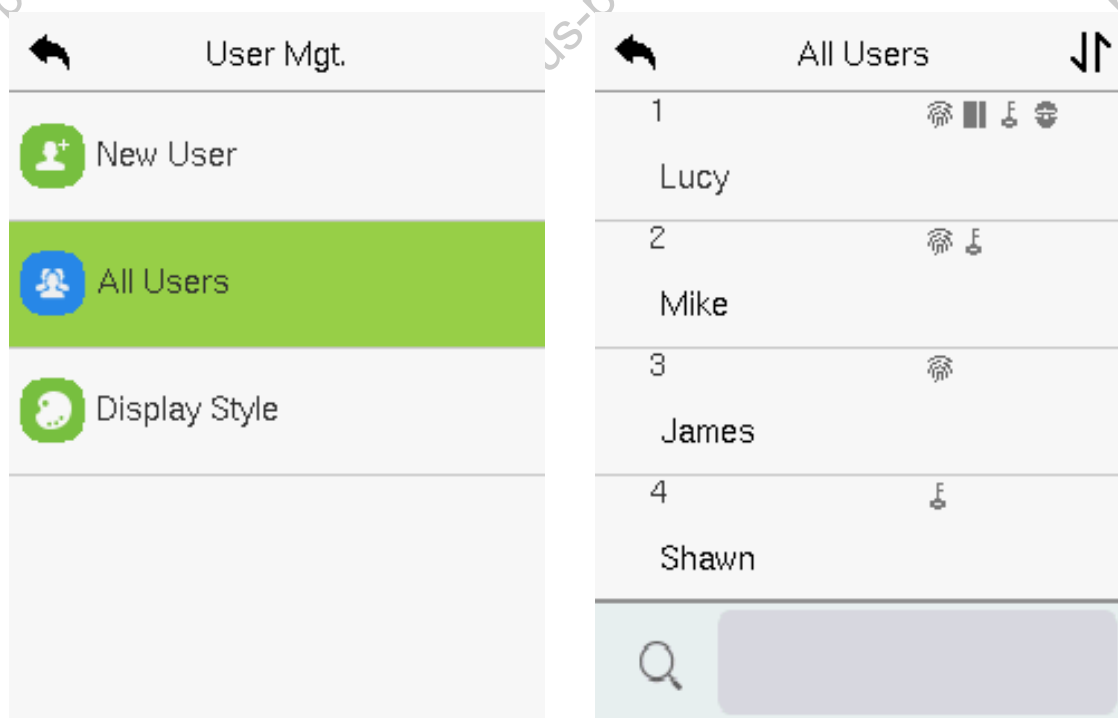 User Mgt.
New User
All Users
Display Style
All Users
1
Lucy
2
Mike
3
James
4
Shawn